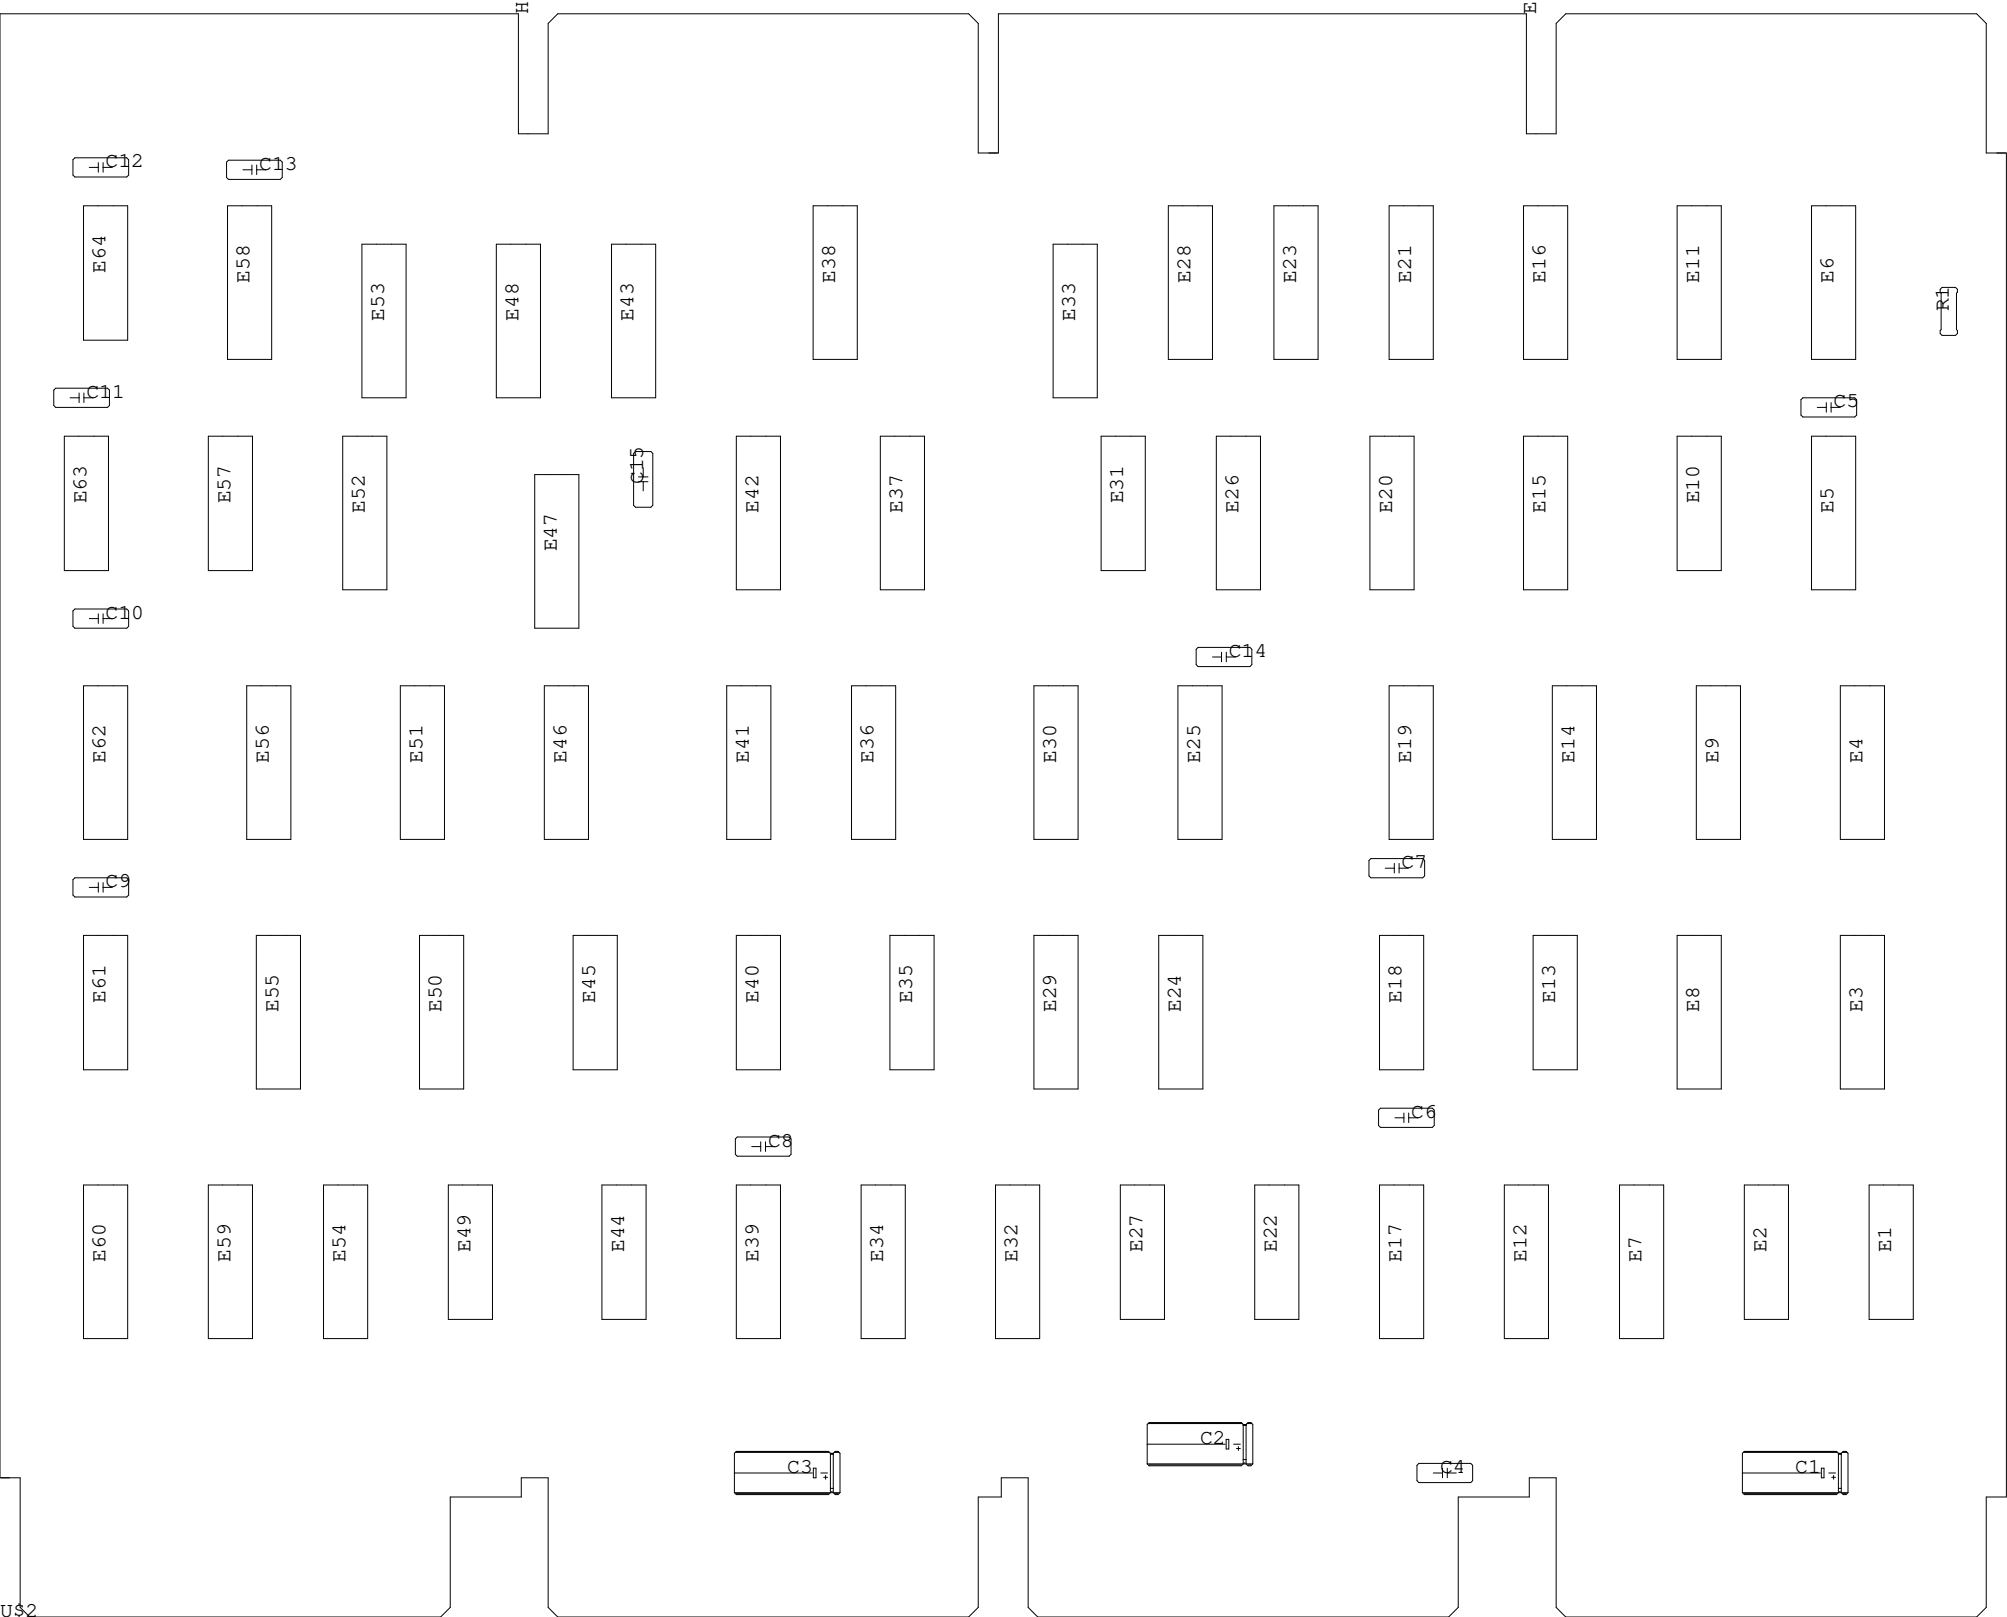 H E
C12 C13
E64 E58 E53 E48 E43 E38 E33 E28 E23 E21 E16 E11 E6 R1
C11 C5
E63 E57 E52 E47 C15 E42 E37 E31 E26 E20 E15 E10 E5
C10 C14
E62 E56 E51 E46 E41 E36 E30 E25 E19 E14 E9 E4
C9 C7
E61 E55 E50 E45 E40 E35 E29 E24 E18 E13 E8 E3
C8 C6
E60 E59 E54 E49 E44 E39 E34 E32 E27 E22 E17 E12 E7 E2 E1
C3 C2 C4 C1
US2